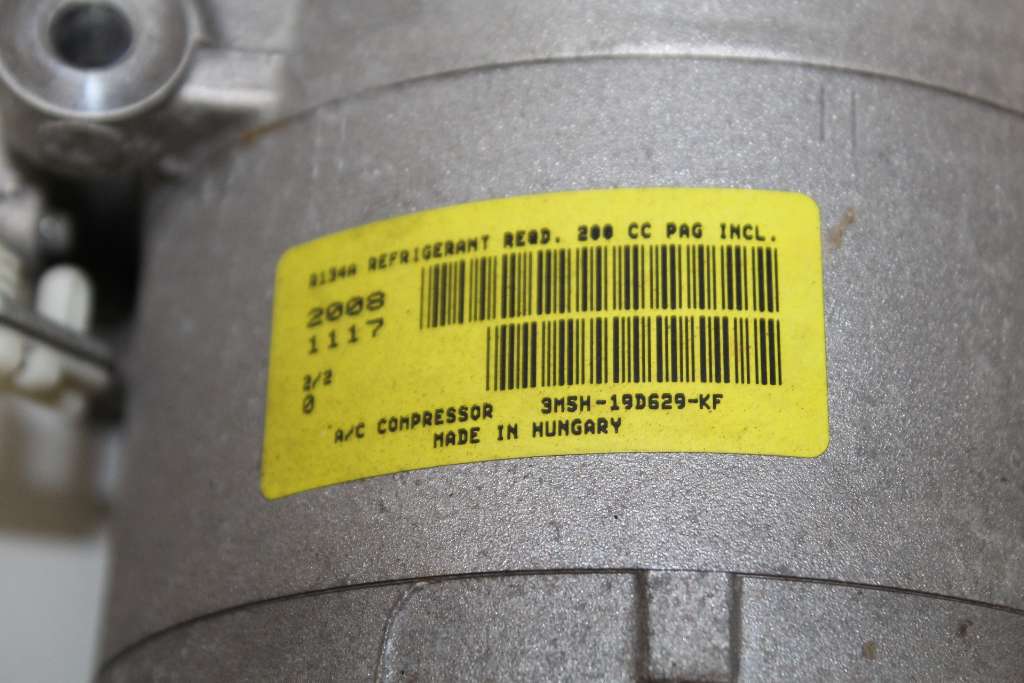 R134A REFRIGERANT REQD. 200 CC PAG INCL.
2008
1117
2/2
0
A/C COMPRESSOR 3M5H-19D629-KF
MADE IN HUNGARY